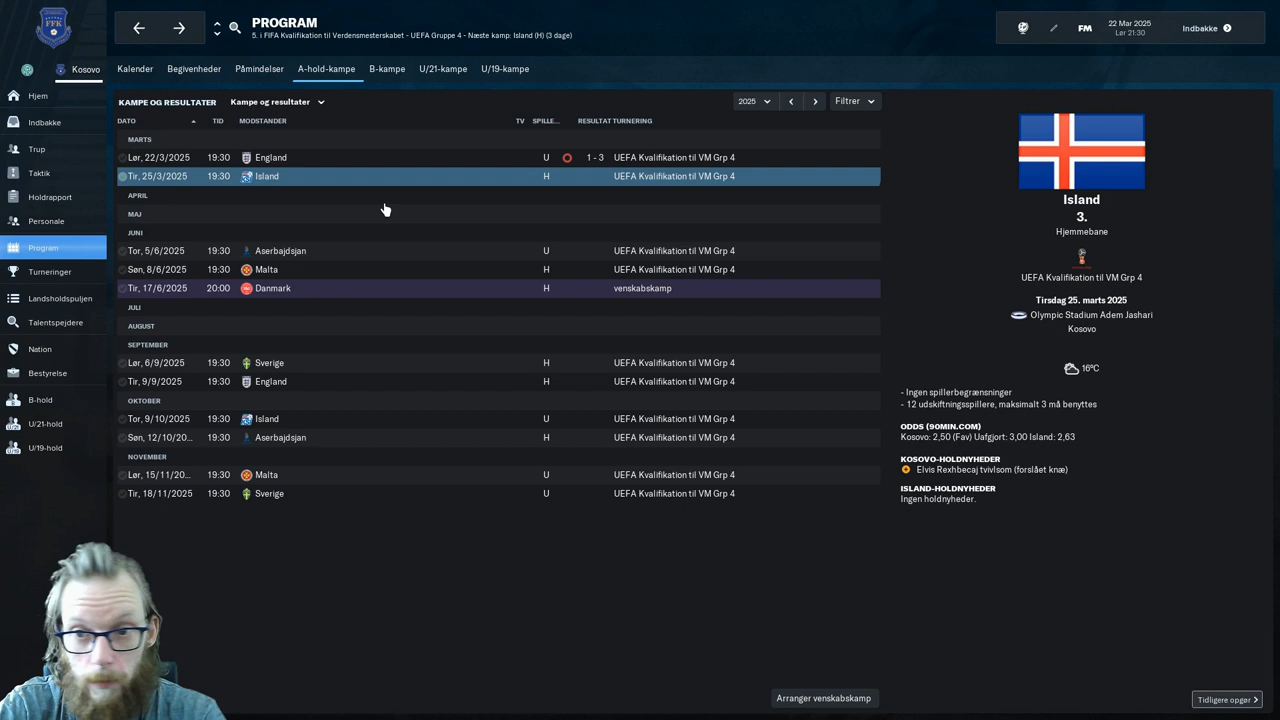 FFK
PROGRAM
5. i FIFA Kvalifikation til Verdensmesterskabet - UEFA Gruppe 4 - Næste kamp: Island (H) (3 dage)
FM
22 Mar 2025
Lør 21:30
Indbakke
Kosovo
Kalender
Begivenheder
Påmindelser
A-hold-kampe
B-kampe
U/21-kampe
U/19-kampe
Hjem
Indbakke
Trup
Taktik
Holdrapport
Personale
Program
Turneringer
Landsholdspuljen
Talentspejdere
Nation
Bestyrelse
B-hold
U/21-hold
U/19-hold
KAMPE OG RESULTATER
Kampe og resultater
2025
Filtrer
DATO TID MODSTANDER TV SPILLE... RESULTAT TURNERING
MARTS
Lør, 22/3/2025 19:30 England U 1 - 3 UEFA Kvalifikation til VM Grp 4
Tir, 25/3/2025 19:30 Island H UEFA Kvalifikation til VM Grp 4
APRIL
MAJ
JUNI
Tor, 5/6/2025 19:30 Aserbajdsjan U UEFA Kvalifikation til VM Grp 4
Søn, 8/6/2025 19:30 Malta H UEFA Kvalifikation til VM Grp 4
Tir, 17/6/2025 20:00 Danmark H venskabskamp
JULI
AUGUST
SEPTEMBER
Lør, 6/9/2025 19:30 Sverige H UEFA Kvalifikation til VM Grp 4
Tir, 9/9/2025 19:30 England H UEFA Kvalifikation til VM Grp 4
OKTOBER
Tor, 9/10/2025 19:30 Island U UEFA Kvalifikation til VM Grp 4
Søn, 12/10/20... 19:30 Aserbajdsjan H UEFA Kvalifikation til VM Grp 4
NOVEMBER
Lør, 15/11/20... 19:30 Malta U UEFA Kvalifikation til VM Grp 4
Tir, 18/11/2025 19:30 Sverige U UEFA Kvalifikation til VM Grp 4
Arranger venskabskamp
Island
3.
Hjemmebane
UEFA Kvalifikation til VM Grp 4
Tirsdag 25. marts 2025
Olympic Stadium Adem Jashari
Kosovo
16°C
- Ingen spillerbegrænsninger
- 12 udskiftningsspillere, maksimalt 3 må benyttes
ODDS (90MIN.COM)
Kosovo: 2,50 (Fav) Uafgjort: 3,00 Island: 2,63
KOSOVO-HOLDNYHEDER
Elvis Rexhbecaj tvivlsom (forslået knæ)
ISLAND-HOLDNYHEDER
Ingen holdnyheder.
Tidligere opgør